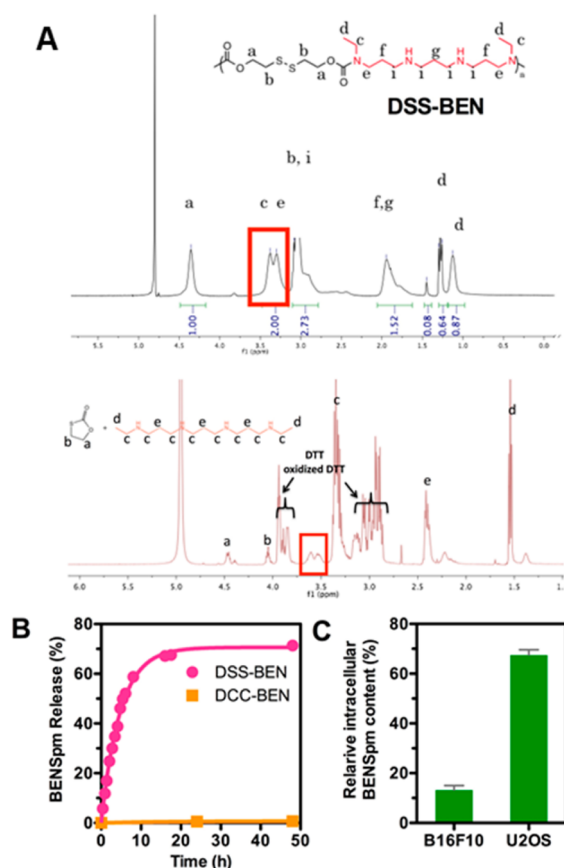 A
d
c
O
a
O
b
S
S
b
a
O
O
N
e
f
i
H
N
i
g
i
H
N
i
f
e
N
d
c
n
DSS-BEN
b, i
d
a
c e
f,g
d
1.00
2.00
2.73
1.52
0.08
0.64
0.87
5.5 5.0 4.5 4.0 3.5 3.0 2.5 2.0 1.5 1.0 0.5 0.0
f1 (ppm)
O
O
S
b
a
+
d
e
e
e
d
c c c c c c c c
c
d
DTT
oxidized DTT
e
a
b
6.0 5.5 5.0 4.5 4.0 3.5 3.0 2.5 2.0 1.5 1.0
f1 (ppm)
B
BENSpm Release (%)
80
60
40
20
0
DSS-BEN
DCC-BEN
0 10 20 30 40 50
Time (h)
C
Relarive intracellular
BENSpm content (%)
80
60
40
20
0
B16F10 U2OS